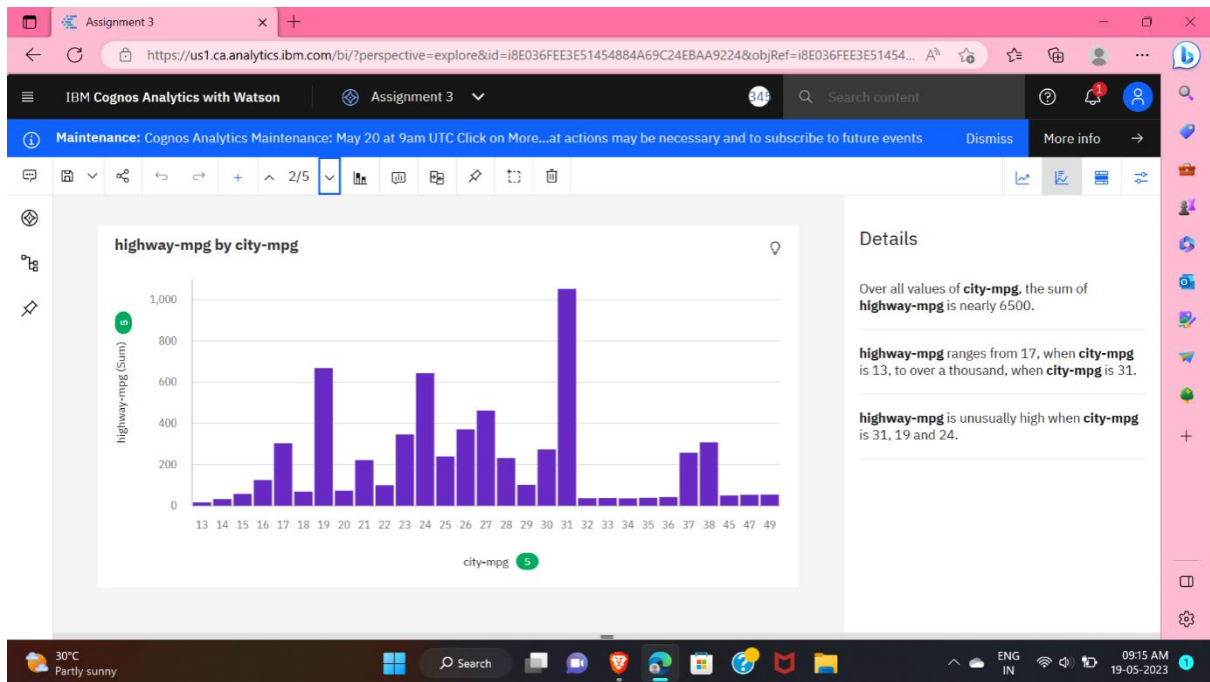 Assignment 3
https://us1.ca.analytics.ibm.com/bi/?perspective=explore&id=i8E036FEE3E51454884A69C24EBAA9224&objRef=i8E036FEE3E51454...
IBM Cognos Analytics with Watson
Assignment 3
345
Search content
1
Maintenance: Cognos Analytics Maintenance: May 20 at 9am UTC Click on More...at actions may be necessary and to subscribe to future events
Dismiss
More info
2/5
highway-mpg by city-mpg
highway-mpg (Sum) 5
1,000
800
600
400
200
0
13 14 15 16 17 18 19 20 21 22 23 24 25 26 27 28 29 30 31 32 33 34 35 36 37 38 45 47 49
city-mpg 5
Details
Over all values of city-mpg, the sum of
highway-mpg is nearly 6500.
highway-mpg ranges from 17, when city-mpg
is 13, to over a thousand, when city-mpg is 31.
highway-mpg is unusually high when city-mpg
is 31, 19 and 24.
30°C
Partly sunny
Search
ENG
IN
09:15 AM
19-05-2023
1